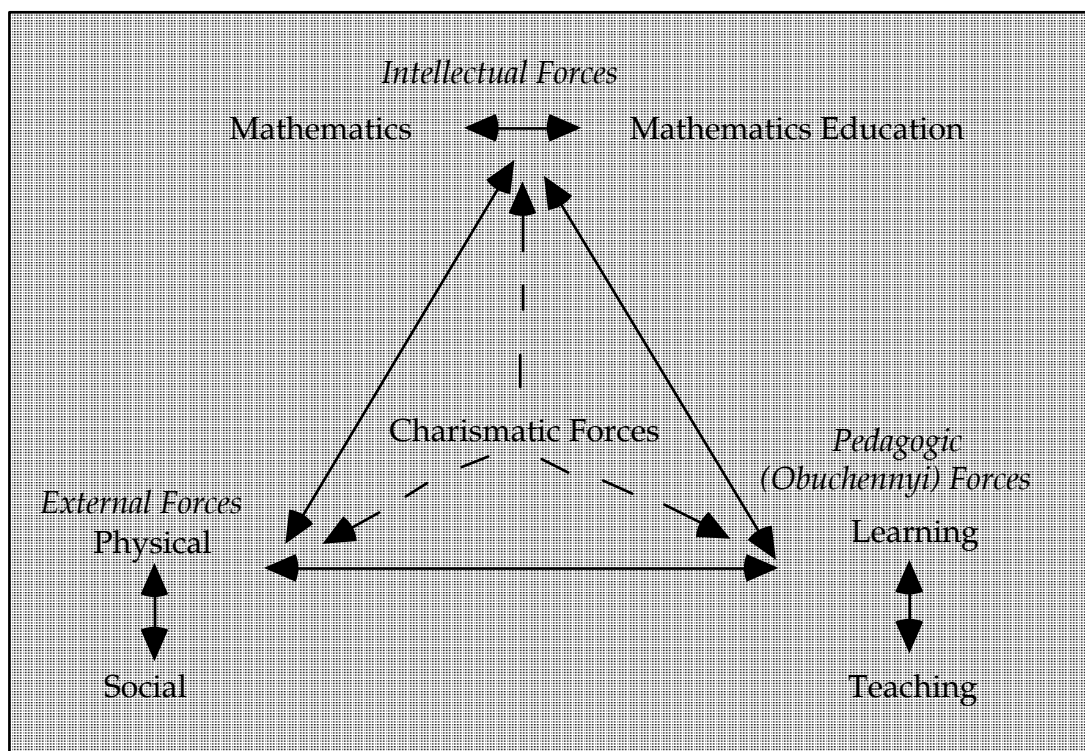 Intellectual Forces
Mathematics
Mathematics Education
Charismatic Forces
External Forces
Physical
Social
Pedagogic
(Obuchennyi) Forces
Learning
Teaching